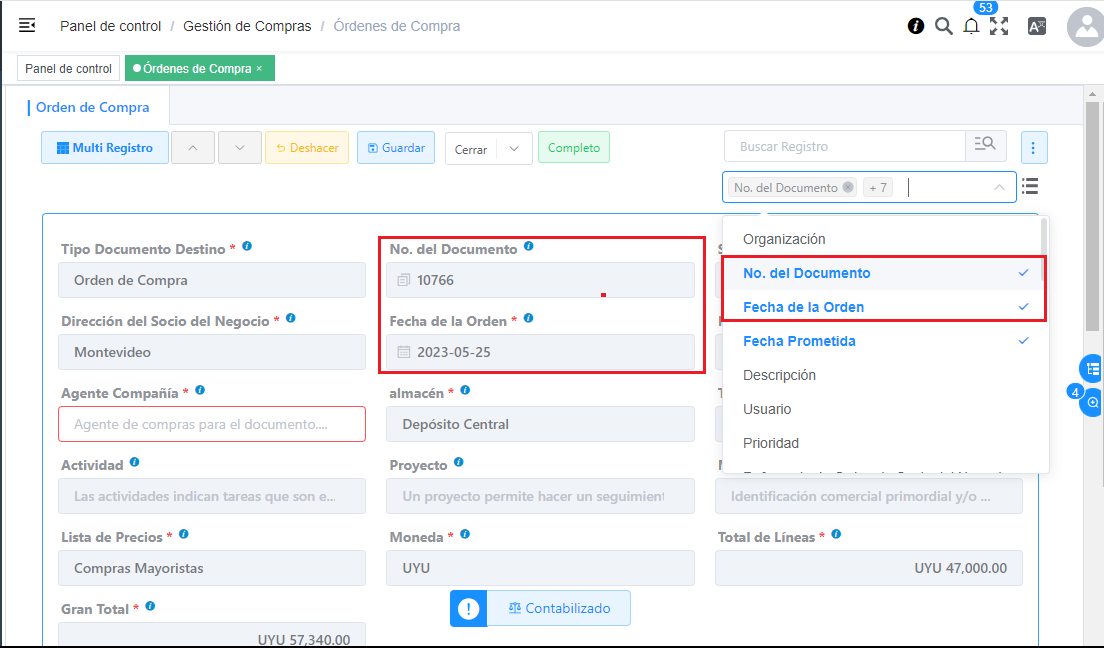 53
Panel de control / Gestión de Compras / Órdenes de Compra
Panel de control
Órdenes de Compra ×
Orden de Compra
Multi Registro
Deshacer
Guardar
Cerrar
Completo
Buscar Registro
No. del Documento
+ 7
Organización
No. del Documento
Fecha de la Orden
Fecha Prometida
Descripción
Usuario
Prioridad
Tipo Documento Destino *
Orden de Compra
No. del Documento
10766
Dirección del Socio del Negocio *
Montevideo
Fecha de la Orden *
2023-05-25
Agente Compañía *
Agente de compras para el documento....
almacén *
Depósito Central
4
Actividad
Las actividades indican tareas que son e...
Proyecto
Un proyecto permite hacer un seguimient
Identificación comercial primordial y/o ...
Lista de Precios *
Compras Mayoristas
Moneda *
UYU
Total de Líneas *
UYU 47,000.00
Gran Total *
UYU 57,340.00
Contabilizado